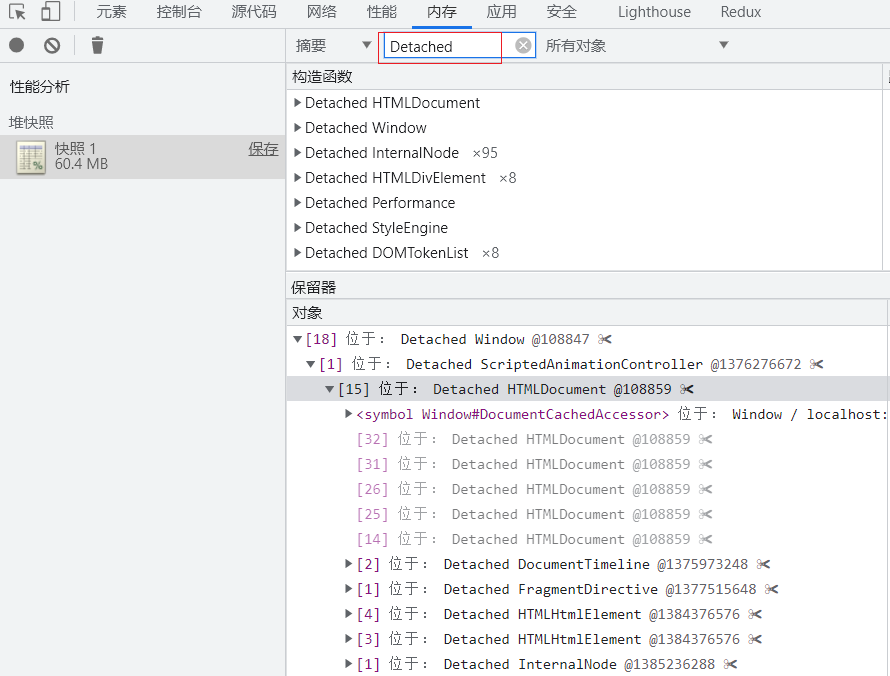 元素 控制台 源代码 网络 性能 内存 应用 安全 Lighthouse Redux
摘要 Detached 所有对象
性能分析
堆快照
快照 1 保存
60.4 MB
构造函数
Detached HTMLDocument
Detached Window
Detached InternalNode ×95
Detached HTMLDivElement ×8
Detached Performance
Detached StyleEngine
Detached DOMTokenList ×8
保留器
对象
[18] 位于: Detached Window @108847
[1] 位于: Detached ScriptedAnimationController @1376276672
[15] 位于: Detached HTMLDocument @108859
<symbol Window#DocumentCachedAccessor> 位于: Window / localhost:
[32] 位于: Detached HTMLDocument @108859
[31] 位于: Detached HTMLDocument @108859
[26] 位于: Detached HTMLDocument @108859
[25] 位于: Detached HTMLDocument @108859
[14] 位于: Detached HTMLDocument @108859
[2] 位于: Detached DocumentTimeline @1375973248
[1] 位于: Detached FragmentDirective @1377515648
[4] 位于: Detached HTMLHtmlElement @1384376576
[3] 位于: Detached HTMLHtmlElement @1384376576
[1] 位于: Detached InternalNode @1385236288